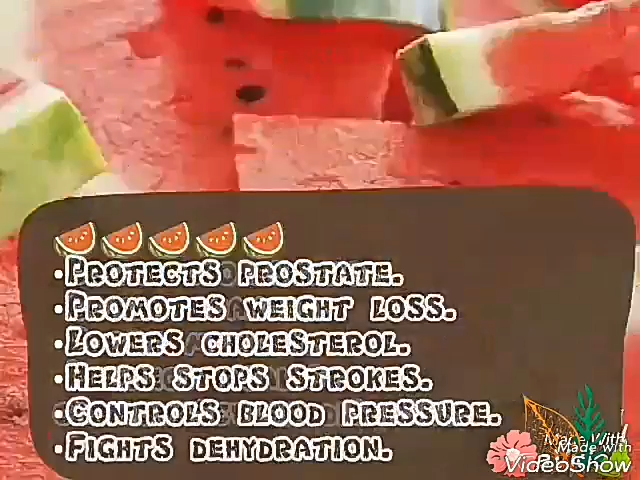 •Protects prostate.
•Promotes weight loss.
•Lowers cholesterol.
•Helps stops strokes.
•Controls blood pressure.
•Fights dehydration.
Made With
VideoShow